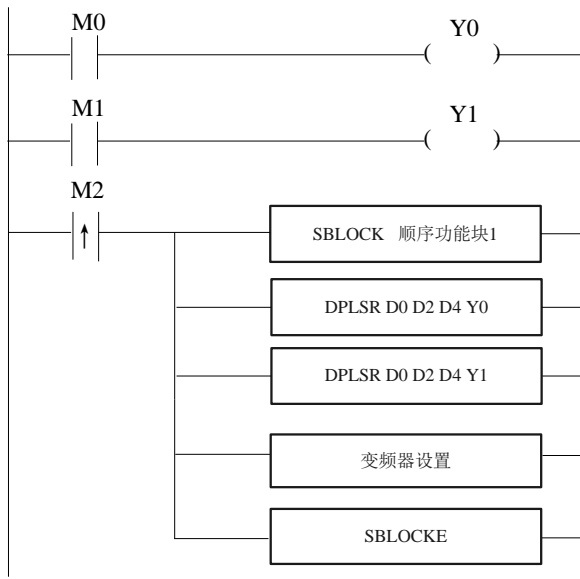 M0
Y0
( )
M1
Y1
( )
M2
SBLOCK 顺序功能块1
DPLSR D0 D2 D4 Y0
DPLSR D0 D2 D4 Y1
变频器设置
SBLOCKE